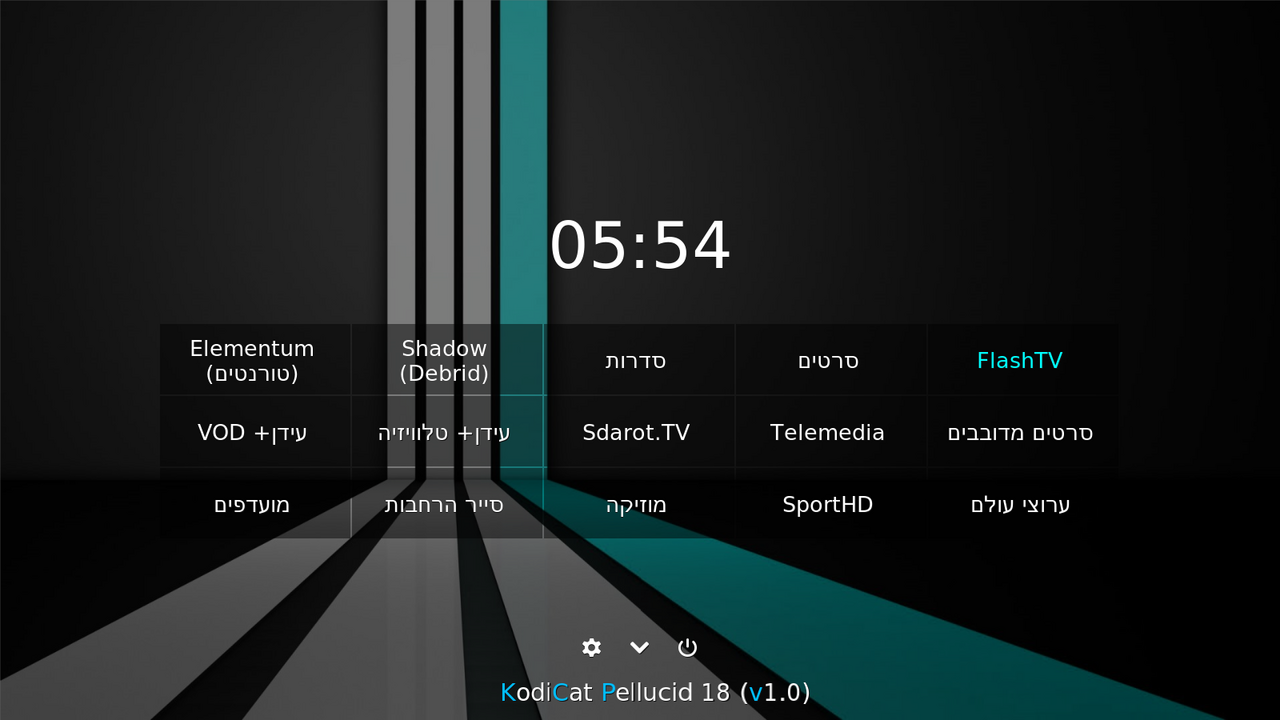 05:54
FlashTV
סרטים
סדרות
Shadow
(Debrid)
Elementum
(טורנטים)
סרטים מדובבים
Telemedia
Sdarot.TV
עידן+ טלוויזיה
עידן+ VOD
ערוצי עולם
SportHD
מוזיקה
סייר הרחבות
מועדפים
KodiCat Pellucid 18 (v1.0)